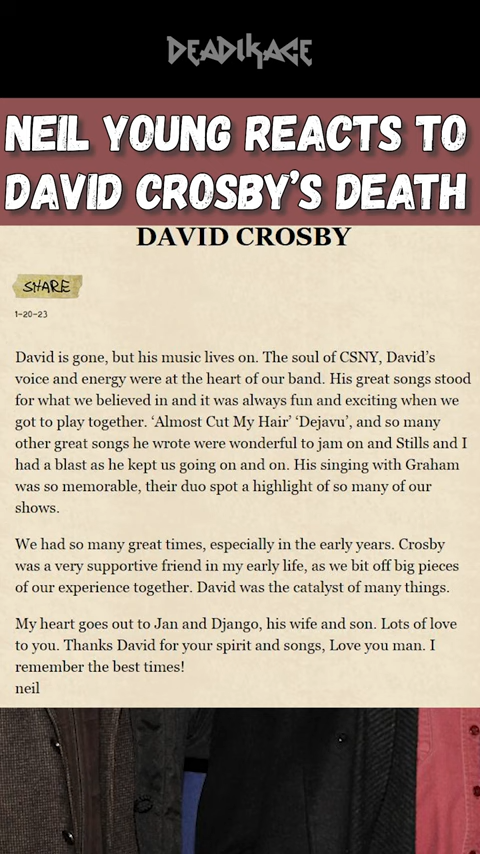 DEADIKACE
NEIL YOUNG REACTS TO
DAVID CROSBY'S DEATH
DAVID CROSBY
SHARE
1-20-23
David is gone, but his music lives on. The soul of CSNY, David's
voice and energy were at the heart of our band. His great songs stood
for what we believed in and it was always fun and exciting when we
got to play together. 'Almost Cut My Hair' 'Dejavu', and so many
other great songs he wrote were wonderful to jam on and Stills and I
had a blast as he kept us going on and on. His singing with Graham
was so memorable, their duo spot a highlight of so many of our
shows.
We had so many great times, especially in the early years. Crosby
was a very supportive friend in my early life, as we bit off big pieces
of our experience together. David was the catalyst of many things.
My heart goes out to Jan and Django, his wife and son. Lots of love
to you. Thanks David for your spirit and songs, Love you man. I
remember the best times!
neil